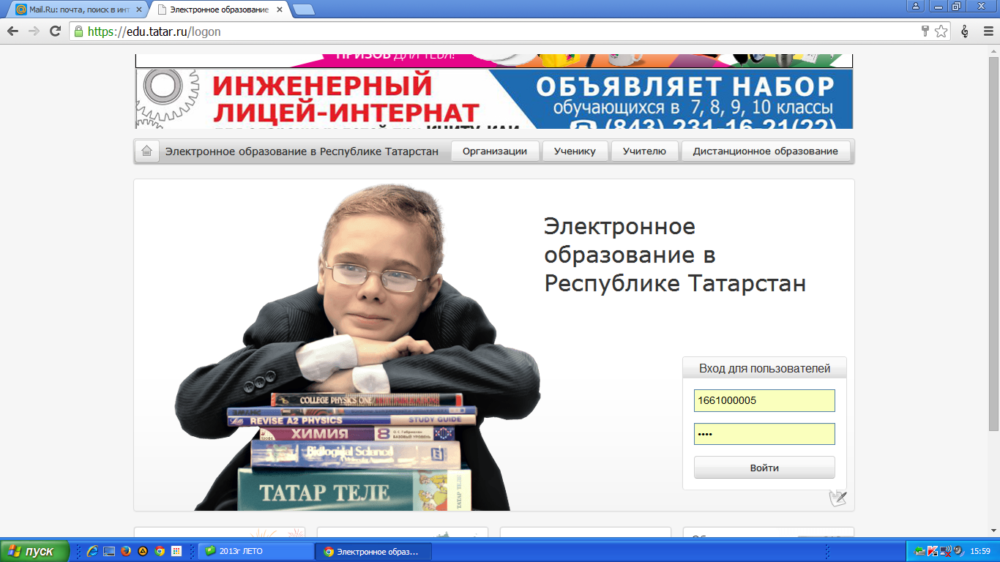 Mail.Ru: почта, поиск в инт
Электронное образование
https://edu.tatar.ru/logon
ПРИЗОВ ДЛЯ ТЕБЯ!
ИНЖЕНЕРНЫЙ
ЛИЦЕЙ-ИНТЕРНАТ
ОБЪЯВЛЯЕТ НАБОР
обучающихся в 7, 8, 9, 10 классы
(843) 231-16-21(22)
Электронное образование в Республике Татарстан
Организации
Ученику
Учителю
Дистанционное образование
Электронное
образование в
Республике Татарстан
Вход для пользователей
1661000005
••••
Войти
COLLEGE PHYSICS ONE
REVISE A2 PHYSICS
STUDY GUIDE
ХИМИЯ
8
О.С. Габриелян
БАЗОВЫЙ УРОВЕНЬ
Biological Science
ТАТАР ТЕЛЕ
ТАТАР ТЕЛЕ
пуск
2013г ЛЕТО
Электронное образ...
15:59